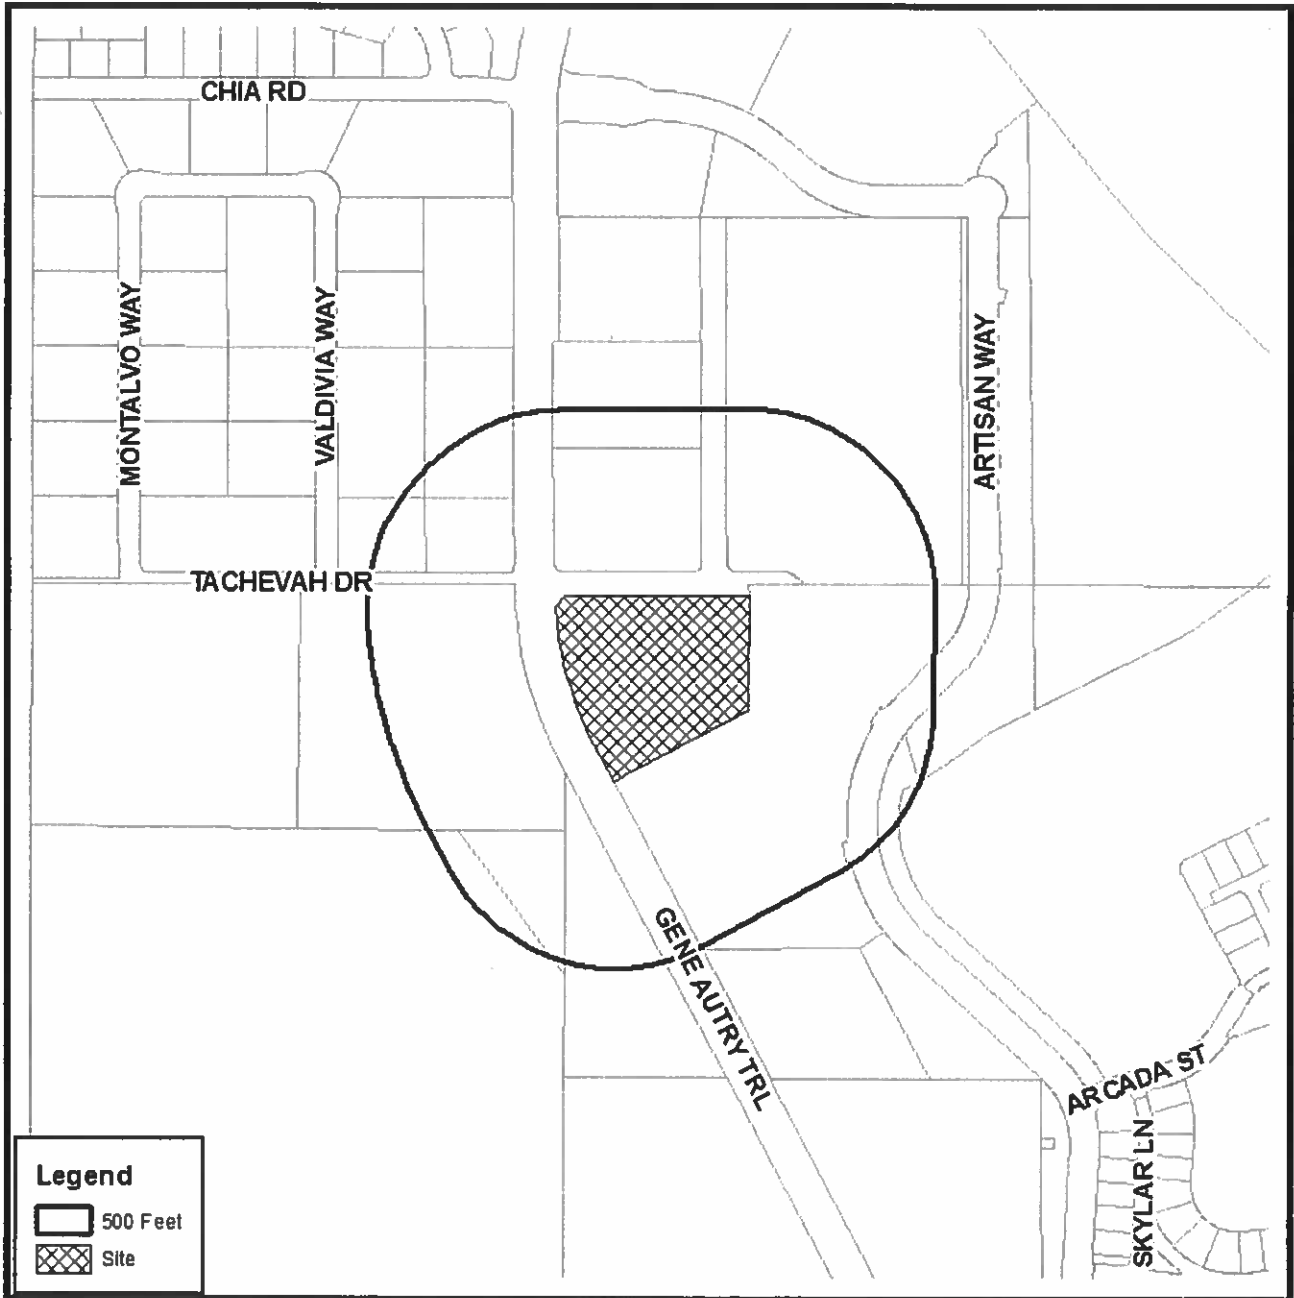 CHIA RD
MONTALVO WAY
VALDIVIA WAY
ARTISAN WAY
TACHEVAH DR
GENE AUTRY TRL
ARCADA ST
SKYLAR LN
Legend
500 Feet
Site